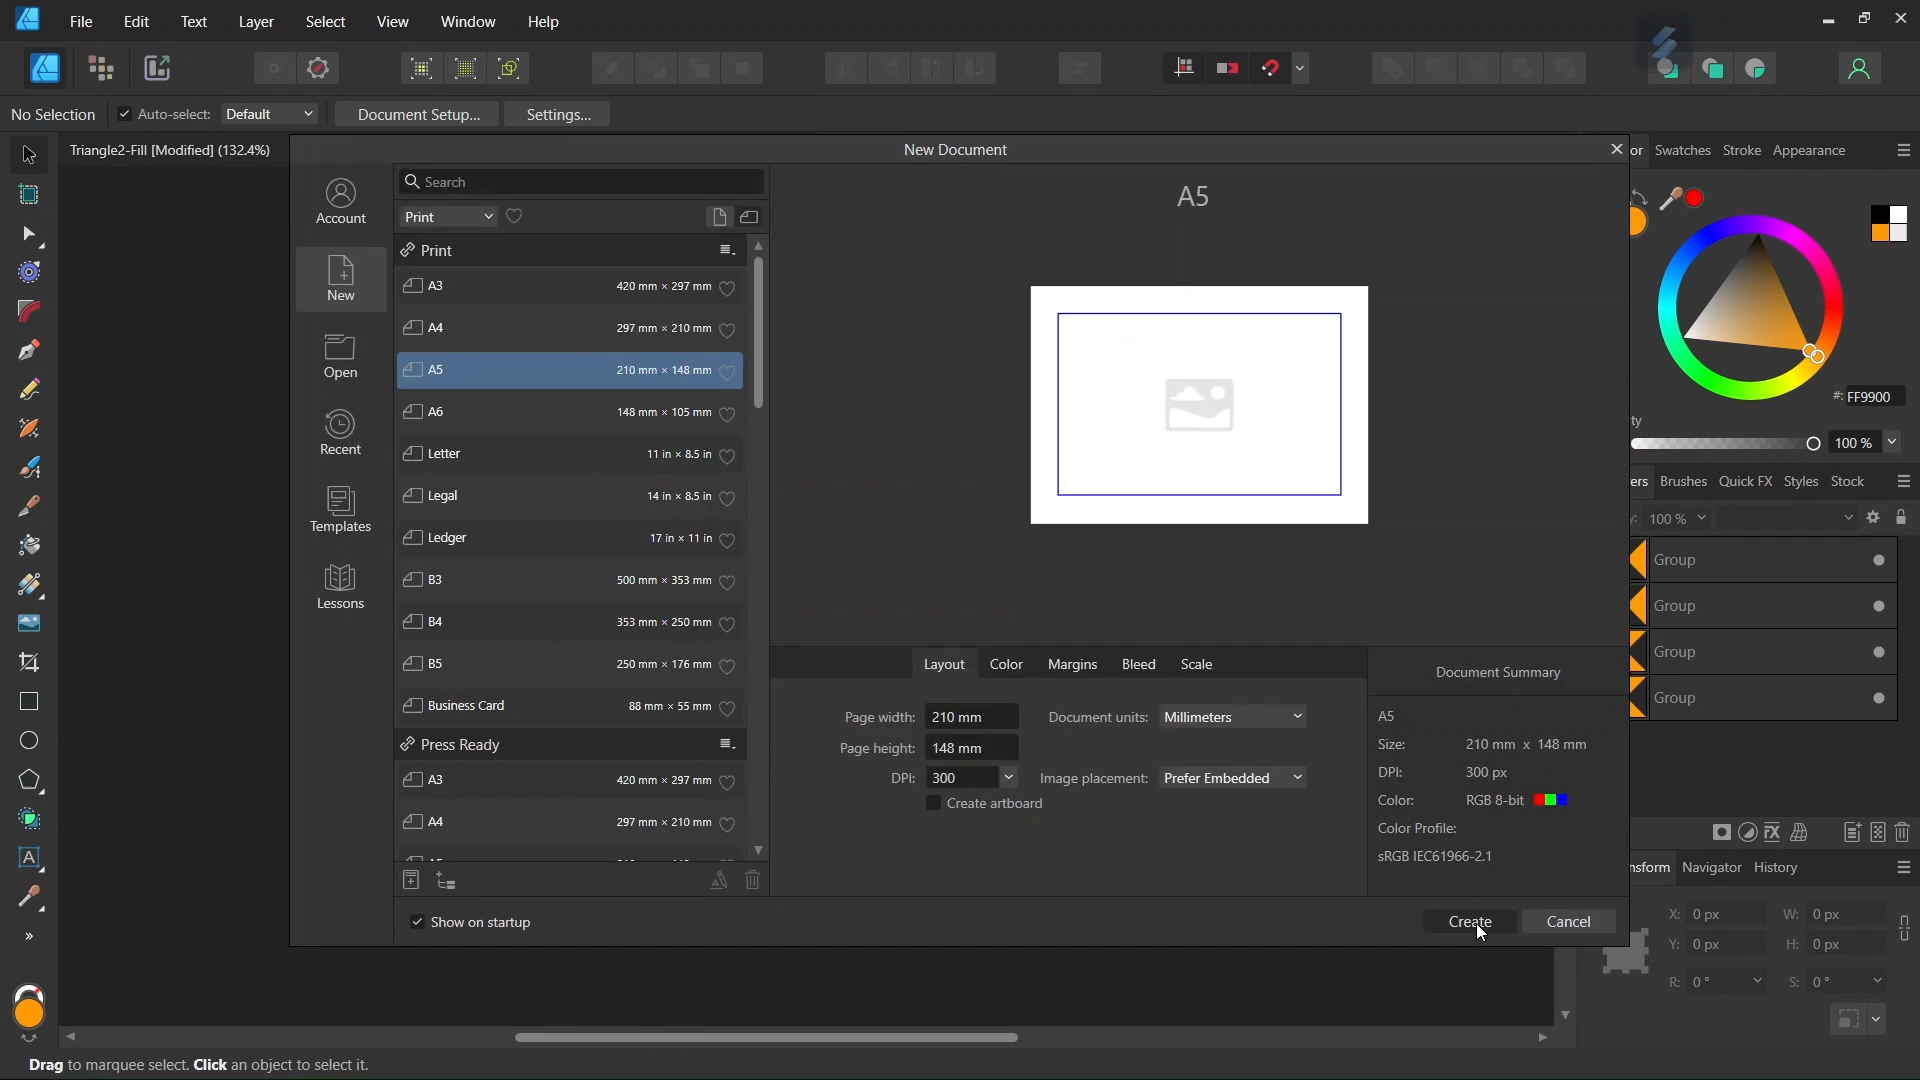 File Edit Text Layer Select View Window Help
No Selection Auto-select: Default Document Setup... Settings...
Triangle2-Fill [Modified] (132.4%)
New Document
or Swatches Stroke Appearance
Account
New
Open
Recent
Templates
Lessons
Search
Print
Print
A3 420 mm × 297 mm
A4 297 mm × 210 mm
A5 210 mm × 148 mm
A6 148 mm × 105 mm
Letter 11 in × 8.5 in
Legal 14 in × 8.5 in
Ledger 17 in × 11 in
B3 500 mm × 353 mm
B4 353 mm × 250 mm
B5 250 mm × 176 mm
Business Card 88 mm × 55 mm
Press Ready
A3 420 mm × 297 mm
A4 297 mm × 210 mm
Show on startup
A5
Layout Color Margins Bleed Scale
Page width: 210 mm Document units: Millimeters
Page height: 148 mm
DPI: 300 Image placement: Prefer Embedded
Create artboard
Document Summary
A5
Size: 210 mm x 148 mm
DPI: 300 px
Color: RGB 8-bit
Color Profile:
sRGB IEC61966-2.1
Create Cancel
#: FF9900
ty
100 %
ers Brushes Quick FX Styles Stock
y: 100 %
Group
Group
Group
Group
FX
nsform Navigator History
X: 0 px W: 0 px
Y: 0 px H: 0 px
R: 0 ° S: 0 °
A
Drag to marquee select. Click an object to select it.